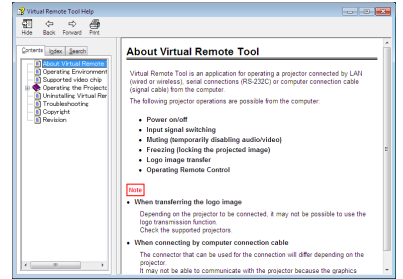 Virtual Remote Tool Help
Hide Back Forward Print
Contents Index Search
About Virtual Remote
Operating Environment
Supported video chip
Operating the Projecto
Uninstalling Virtual Rer
Troubleshooting
Copyright
Revision
About Virtual Remote Tool
Virtual Remote Tool is an application for operating a projector connected by LAN
(wired or wireless), serial connections (RS-232C) or computer connection cable
(signal cable) from the computer.
The following projector operations are possible from the computer:
• Power on/off
• Input signal switching
• Muting (temporarily disabling audio/video)
• Freezing (locking the projected image)
• Logo image transfer
• Operating Remote Control
Note
• When transferring the logo image
Depending on the projector to be connected, it may not be possible to use the
logo transmission function.
Check the supported projectors.
• When connecting by computer connection cable
The connector that can be used for the connection will differ depending on the
projector.
It may not be able to communicate with the projector because the graphics